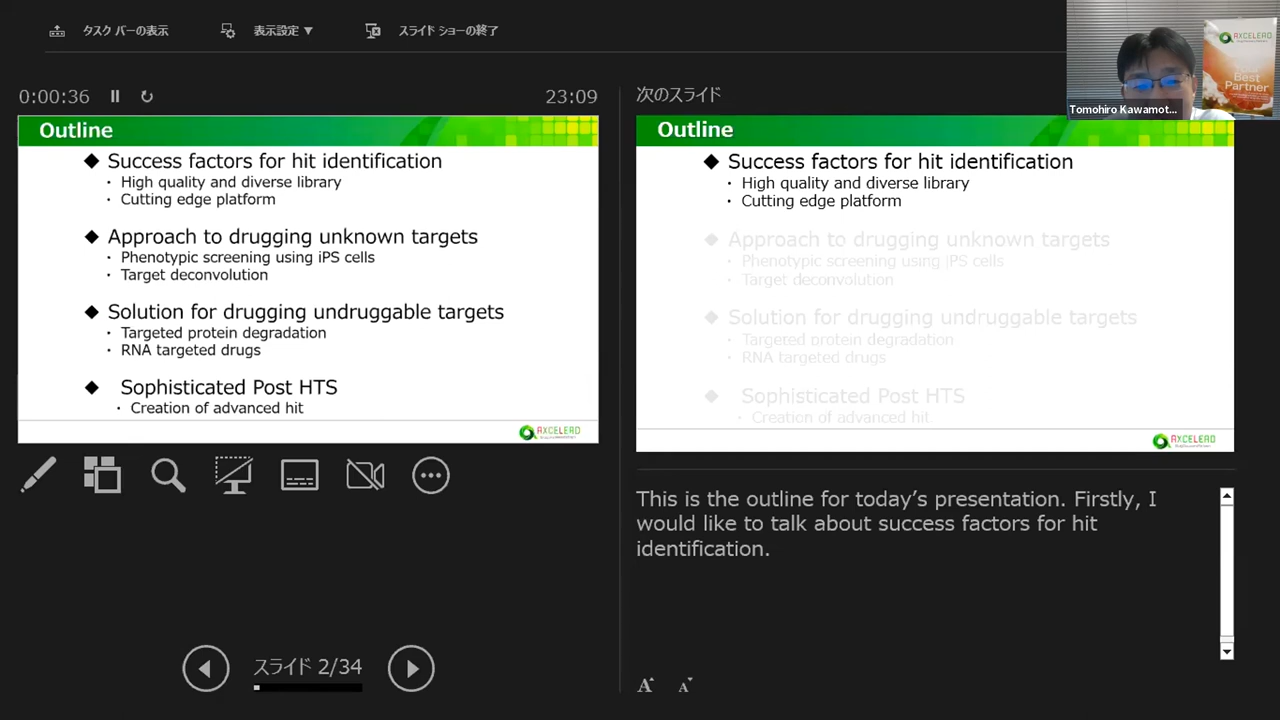 タスク バーの表示
表示設定 ▼
スライド ショーの終了
AXCELEAD
Best
Partner
Tomohiro Kawamot...
0:00:36
23:09
次のスライド
Outline
◆ Success factors for hit identification
・ High quality and diverse library
・ Cutting edge platform
◆ Approach to drugging unknown targets
・ Phenotypic screening using iPS cells
・ Target deconvolution
◆ Solution for drugging undruggable targets
・ Targeted protein degradation
・ RNA targeted drugs
◆ Sophisticated Post HTS
・ Creation of advanced hit
AXCELEAD
Outline
◆ Success factors for hit identification
・ High quality and diverse library
・ Cutting edge platform
◆ Approach to drugging unknown targets
・ Phenotypic screening using iPS cells
・ Target deconvolution
◆ Solution for drugging undruggable targets
・ Targeted protein degradation
・ RNA targeted drugs
◆ Sophisticated Post HTS
・ Creation of advanced hit
AXCELEAD
This is the outline for today's presentation. Firstly, I
would like to talk about success factors for hit
identification.
スライド 2/34
A A